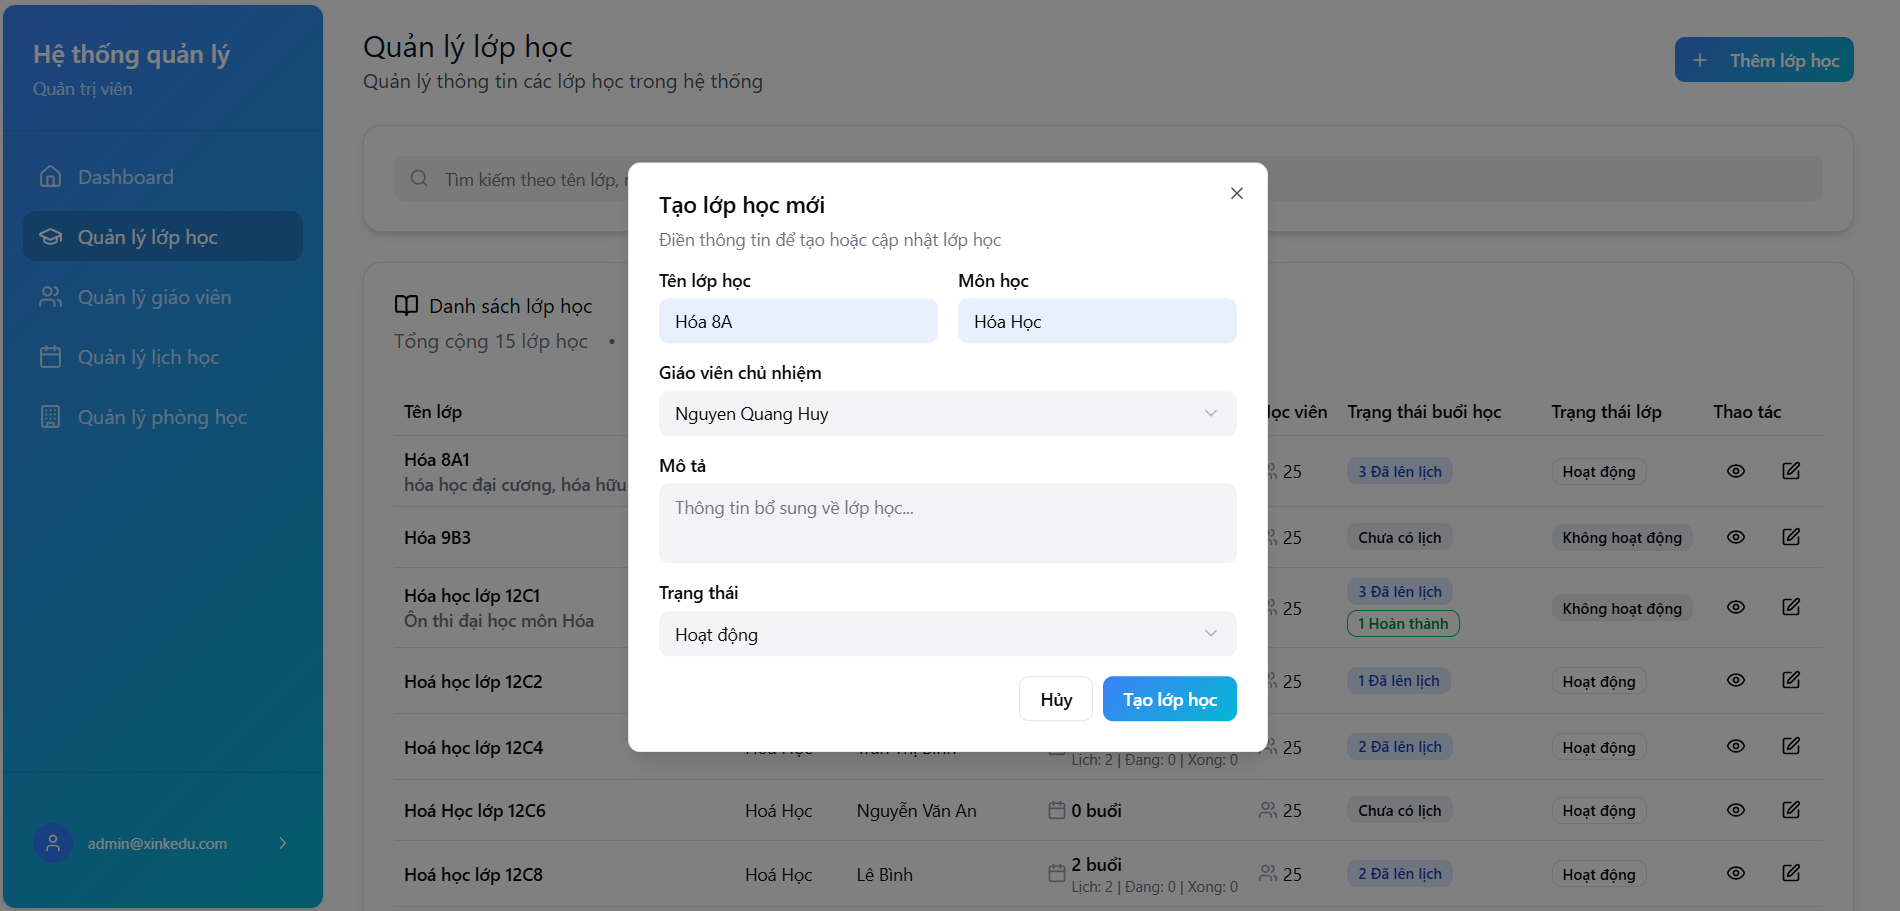 Hệ thống quản lý
Quản trị viên
Dashboard
Quản lý lớp học
Quản lý giáo viên
Quản lý lịch học
Quản lý phòng học
admin@xinkedu.com
Quản lý lớp học
Quản lý thông tin các lớp học trong hệ thống
Thêm lớp học
Tìm kiếm theo tên lớp,
Danh sách lớp học
Tổng cộng 15 lớp học •
Tên lớp học viên Trạng thái buổi học Trạng thái lớp Thao tác
Hóa 8A1 25 3 Đã lên lịch Hoạt động
hóa học đại cương, hóa hữu
Hóa 9B3 25 Chưa có lịch Không hoạt động
Hóa học lớp 12C1 25 3 Đã lên lịch Không hoạt động
Ôn thi đại học môn Hóa 1 Hoàn thành
Hoá học lớp 12C2 25 1 Đã lên lịch Hoạt động
Hoá học lớp 12C4 25 2 Đã lên lịch Hoạt động
Lịch: 2 | Đang: 0 | Xong: 0
Hoá Học lớp 12C6 Hoá Học Nguyễn Văn An 0 buổi 25 Chưa có lịch Hoạt động
Hoá học lớp 12C8 Hoá Học Lê Bình 2 buổi 25 2 Đã lên lịch Hoạt động
Lịch: 2 | Đang: 0 | Xong: 0
Tạo lớp học mới
Điền thông tin để tạo hoặc cập nhật lớp học
Tên lớp học Môn học
Hóa 8A Hóa Học
Giáo viên chủ nhiệm
Nguyen Quang Huy
Mô tả
Thông tin bổ sung về lớp học...
Trạng thái
Hoạt động
Hủy Tạo lớp học